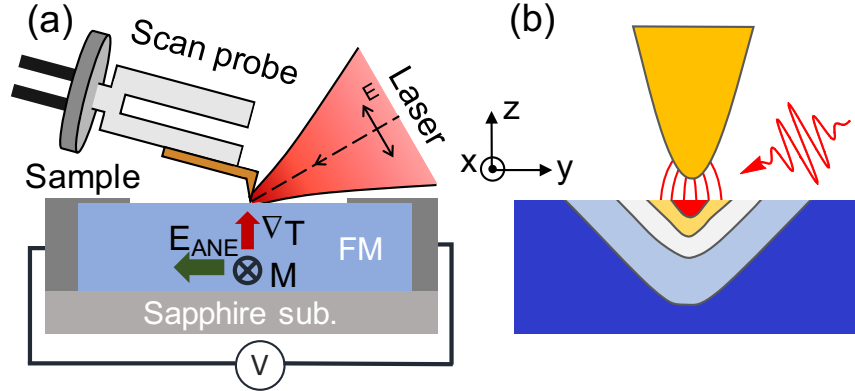 (a)
Scan probe
Laser
E
Sample
∇T
E_ANE
M
FM
Sapphire sub.
V
(b)
z
x
y